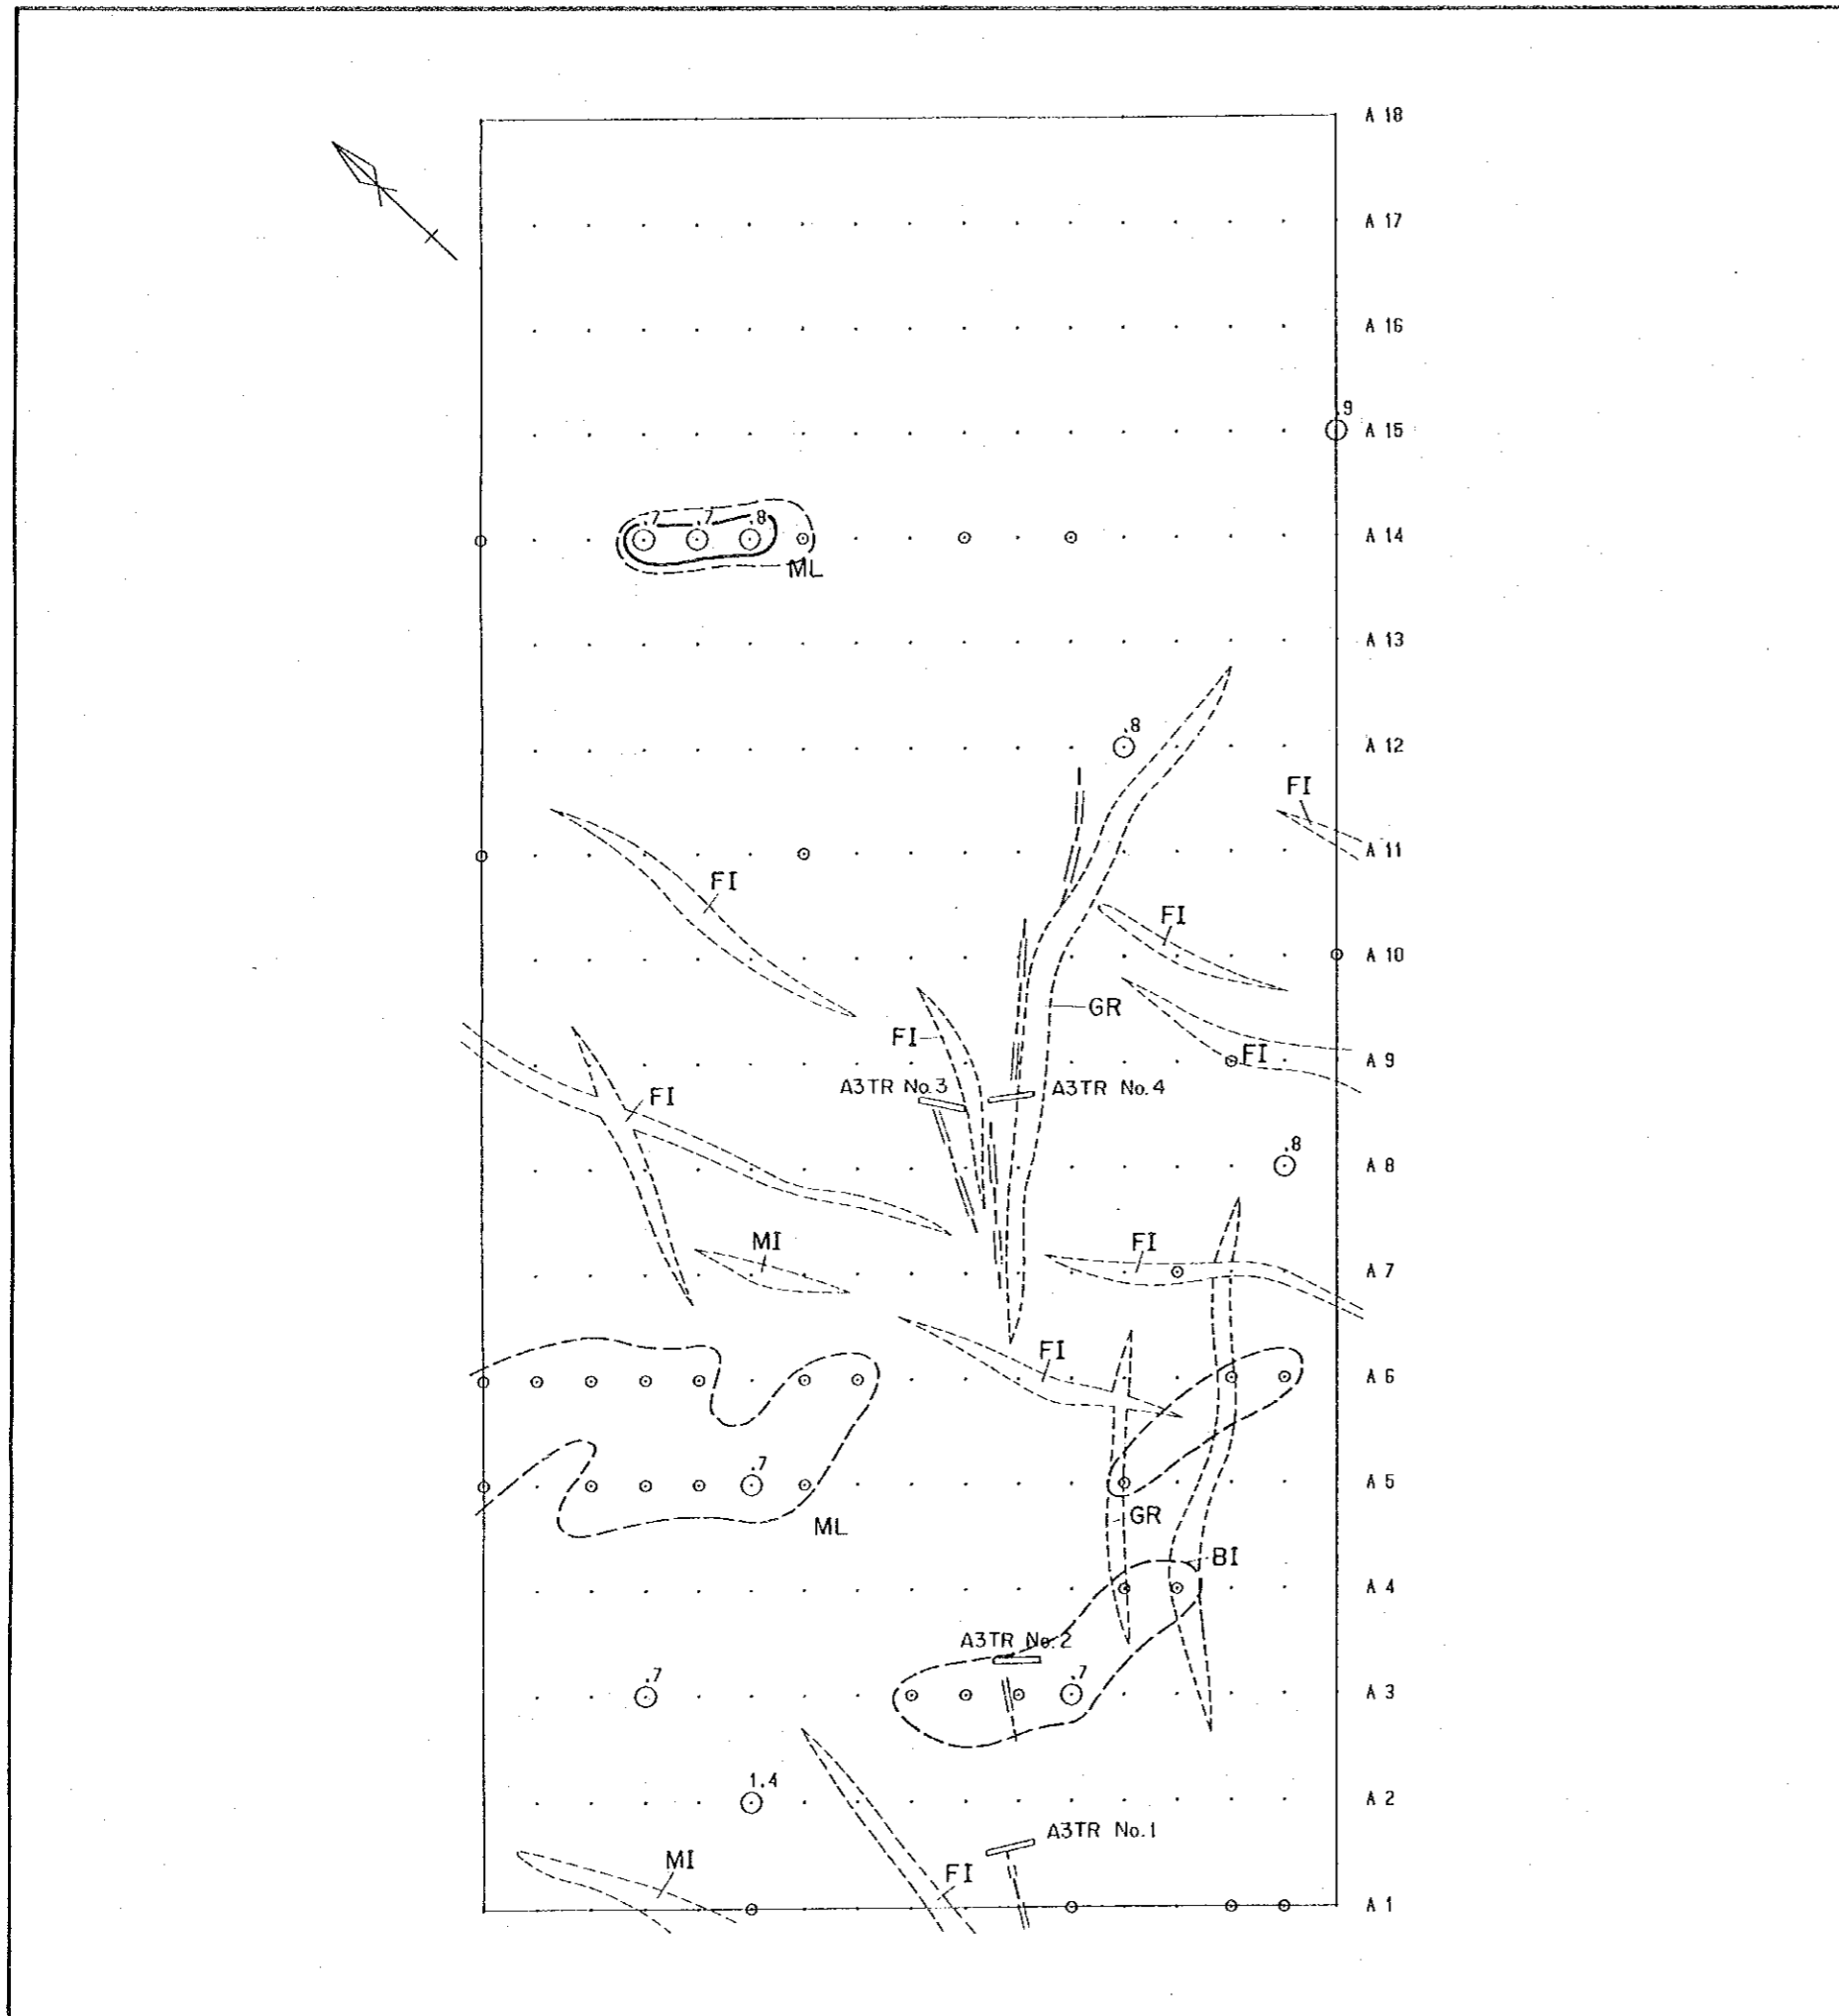 A 18
A 17
A 16
.9
A 15
.7 .7 .8
A 14
ML
A 13
.8
A 12
FI
A 11
FI
FI
A 10
GR
FI
FI
A 9
A3TR No.3
A3TR No.4
FI
.8
A 8
MI
FI
A 7
FI
A 6
.7
A 5
ML
GR
BI
A 4
A3TR No.2
.7
.7
A 3
1.4
A 2
A3TR No.1
MI
FI
A 1